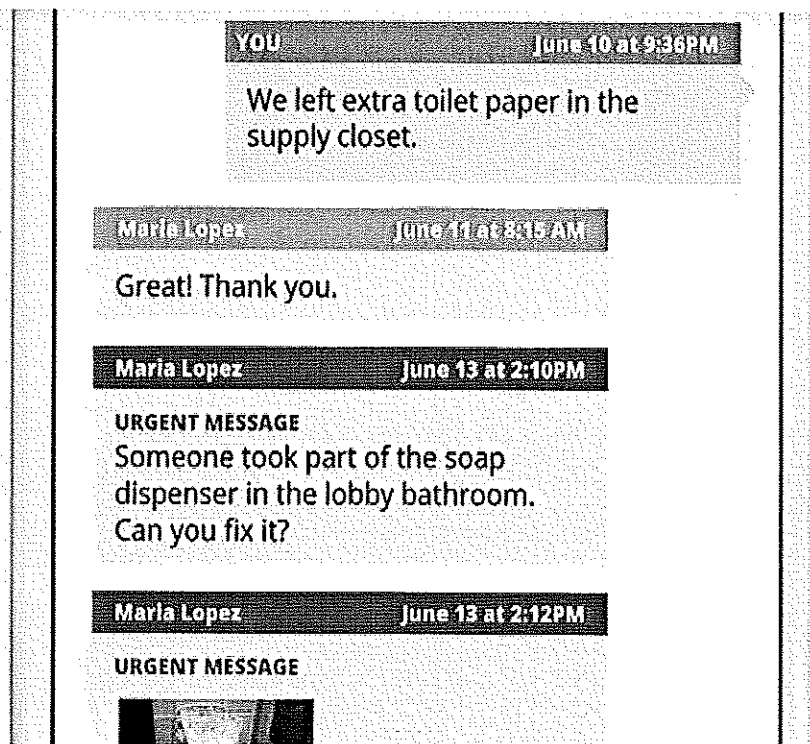 YOU June 10 at 9:36PM
We left extra toilet paper in the
supply closet.
Maria Lopez June 11 at 8:15 AM
Great! Thank you.
Maria Lopez June 13 at 2:10PM
URGENT MESSAGE
Someone took part of the soap
dispenser in the lobby bathroom.
Can you fix it?
Maria Lopez June 13 at 2:12PM
URGENT MESSAGE